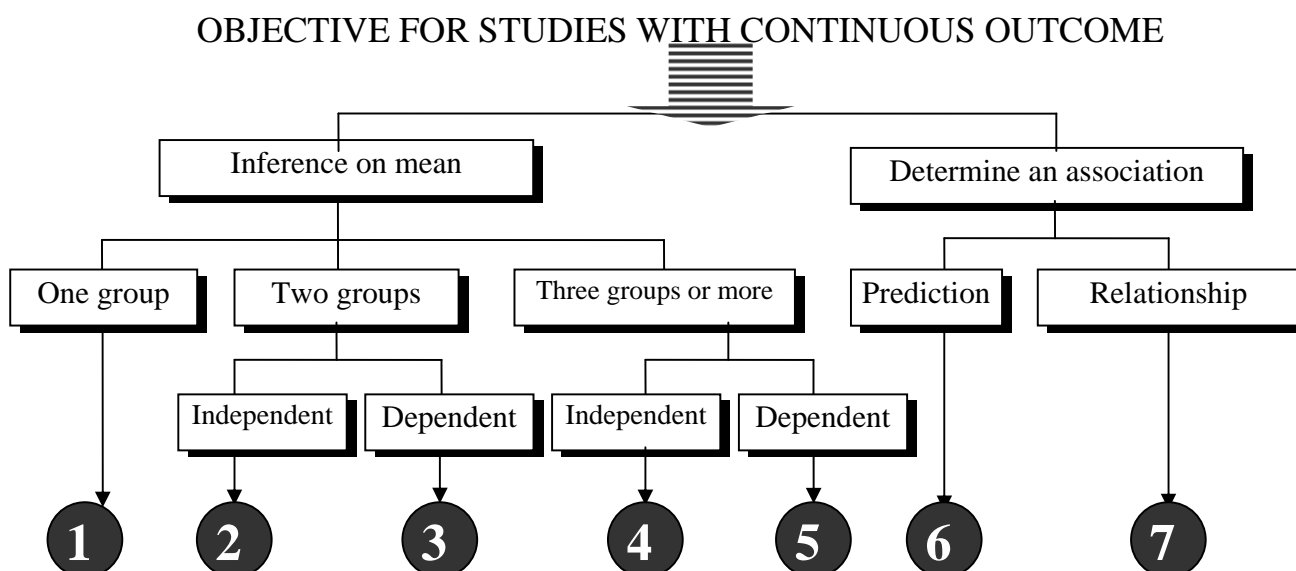 OBJECTIVE FOR STUDIES WITH CONTINUOUS OUTCOME
Inference on mean
Determine an association
One group
Two groups
Three groups or more
Prediction
Relationship
Independent
Dependent
Independent
Dependent
1
2
3
4
5
6
7